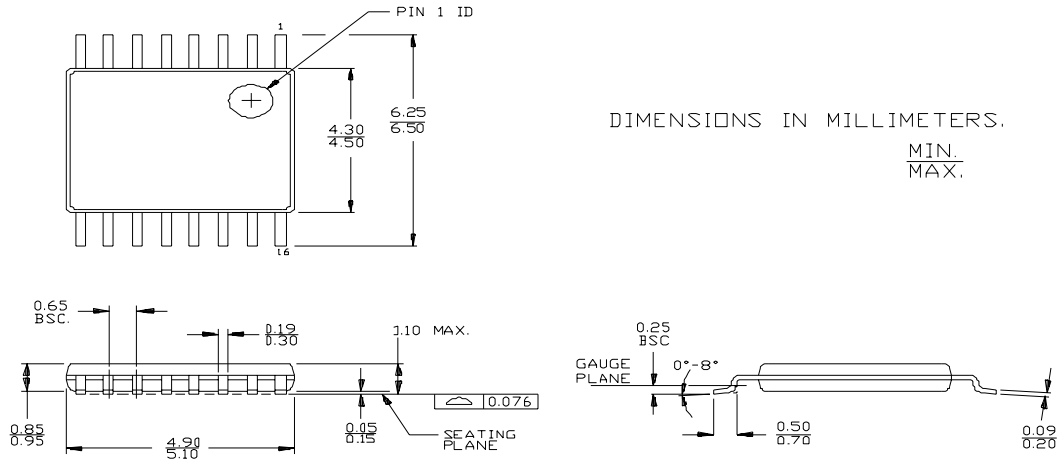 PIN 1 ID
1
6.25
6.50
4.30
4.50
DIMENSIONS IN MILLIMETERS.
MIN.
MAX.
16
0.65
BSC.
0.19
0.30
1.10 MAX.
0.25
BSC
GAUGE
PLANE
0°-8°
0.076
0.85
0.95
4.90
5.10
0.05
0.15
SEATING
PLANE
0.50
0.70
0.09
0.20